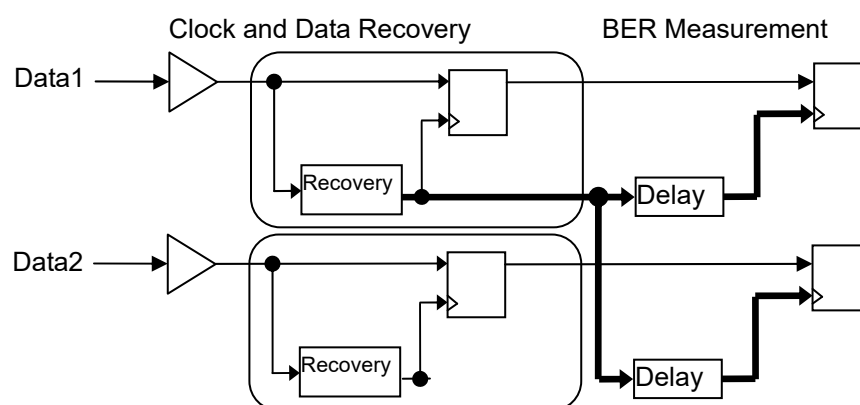 Clock and Data Recovery
BER Measurement
Data1
Recovery
Delay
Data2
Recovery
Delay